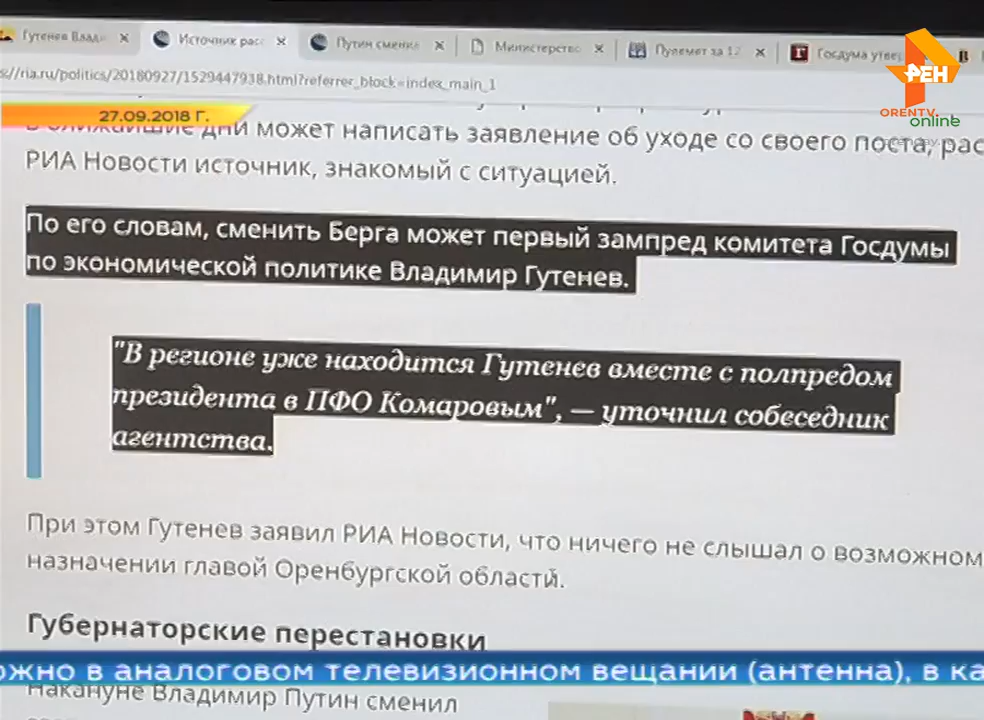 Гутенев Влади
Источник расс
Путин сменил
Министерство
Пулемет за 12
Госдума утвер
РЕН
s://ria.ru/politics/20180927/1529447938.html?referrer_block=index_main_1
ORENTV.
online
27.09.2018 Г.
В ближайшие дни может написать заявление об уходе со своего поста, рас
РИА Новости источник, знакомый с ситуацией.
По его словам, сменить Берга может первый зампред комитета Госдумы
по экономической политике Владимир Гутенев.
"В регионе уже находится Гутенев вместе с полпредом
президента в ПФО Комаровым", — уточнил собеседник
агентства.
При этом Гутенев заявил РИА Новости, что ничего не слышал о возможном
назначении главой Оренбургской области.
Губернаторские перестановки
ожно в аналоговом телевизионном вещании (антенна), в ка
Накануне Владимир Путин сменил